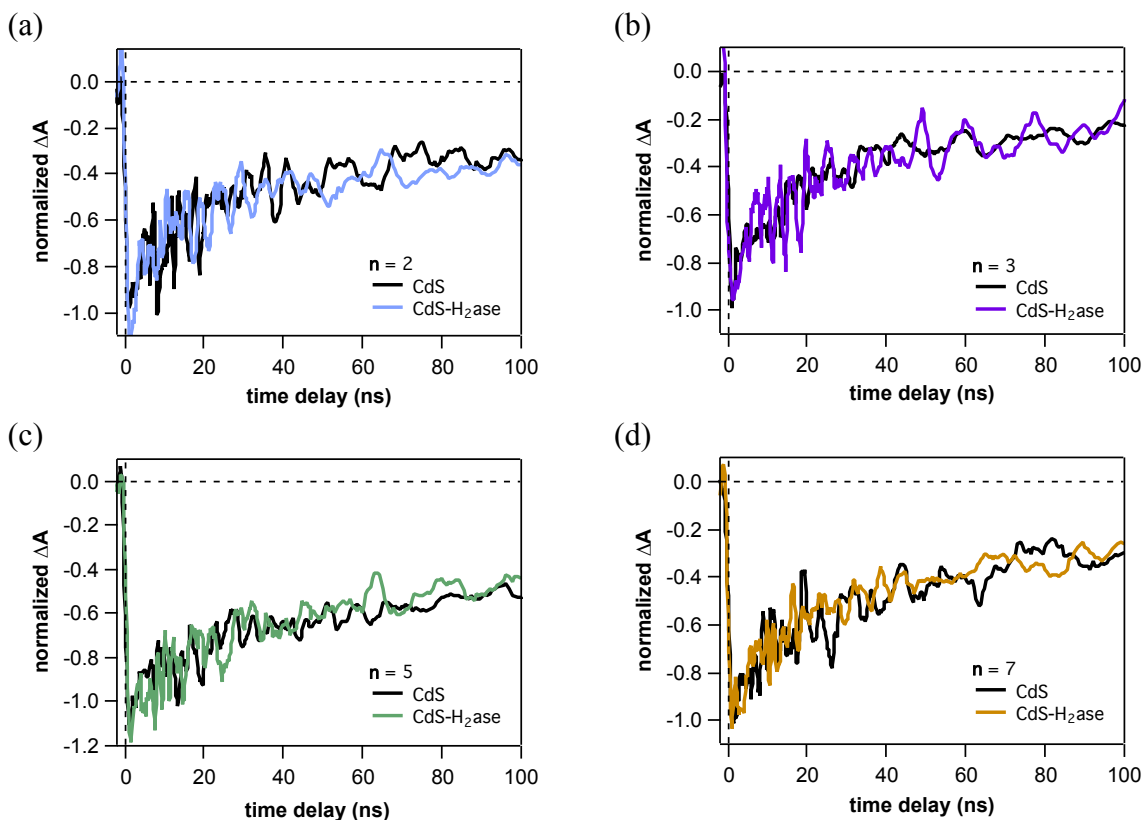 (a)
0.0
-0.2
-0.4
-0.6
-0.8
-1.0
normalized ΔA
n = 2
CdS
CdS-H₂ase
0 20 40 60 80 100
time delay (ns)
(b)
0.0
-0.2
-0.4
-0.6
-0.8
-1.0
normalized ΔA
n = 3
CdS
CdS-H₂ase
0 20 40 60 80 100
time delay (ns)
(c)
0.0
-0.2
-0.4
-0.6
-0.8
-1.0
-1.2
normalized ΔA
n = 5
CdS
CdS-H₂ase
0 20 40 60 80 100
time delay (ns)
(d)
0.0
-0.2
-0.4
-0.6
-0.8
-1.0
normalized ΔA
n = 7
CdS
CdS-H₂ase
0 20 40 60 80 100
time delay (ns)